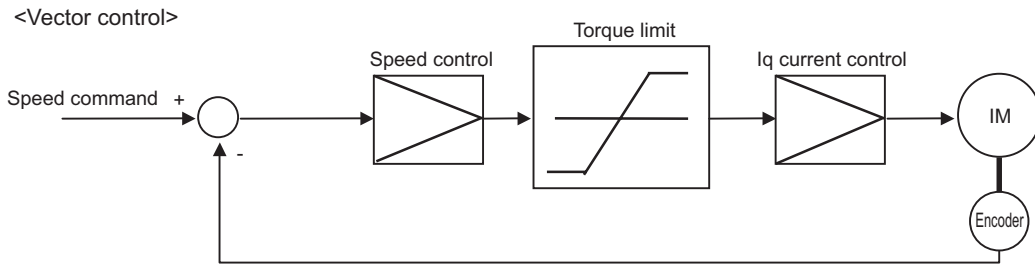 <Vector control>
Torque limit
Speed control
Iq current control
Speed command
+
-
IM
Encoder